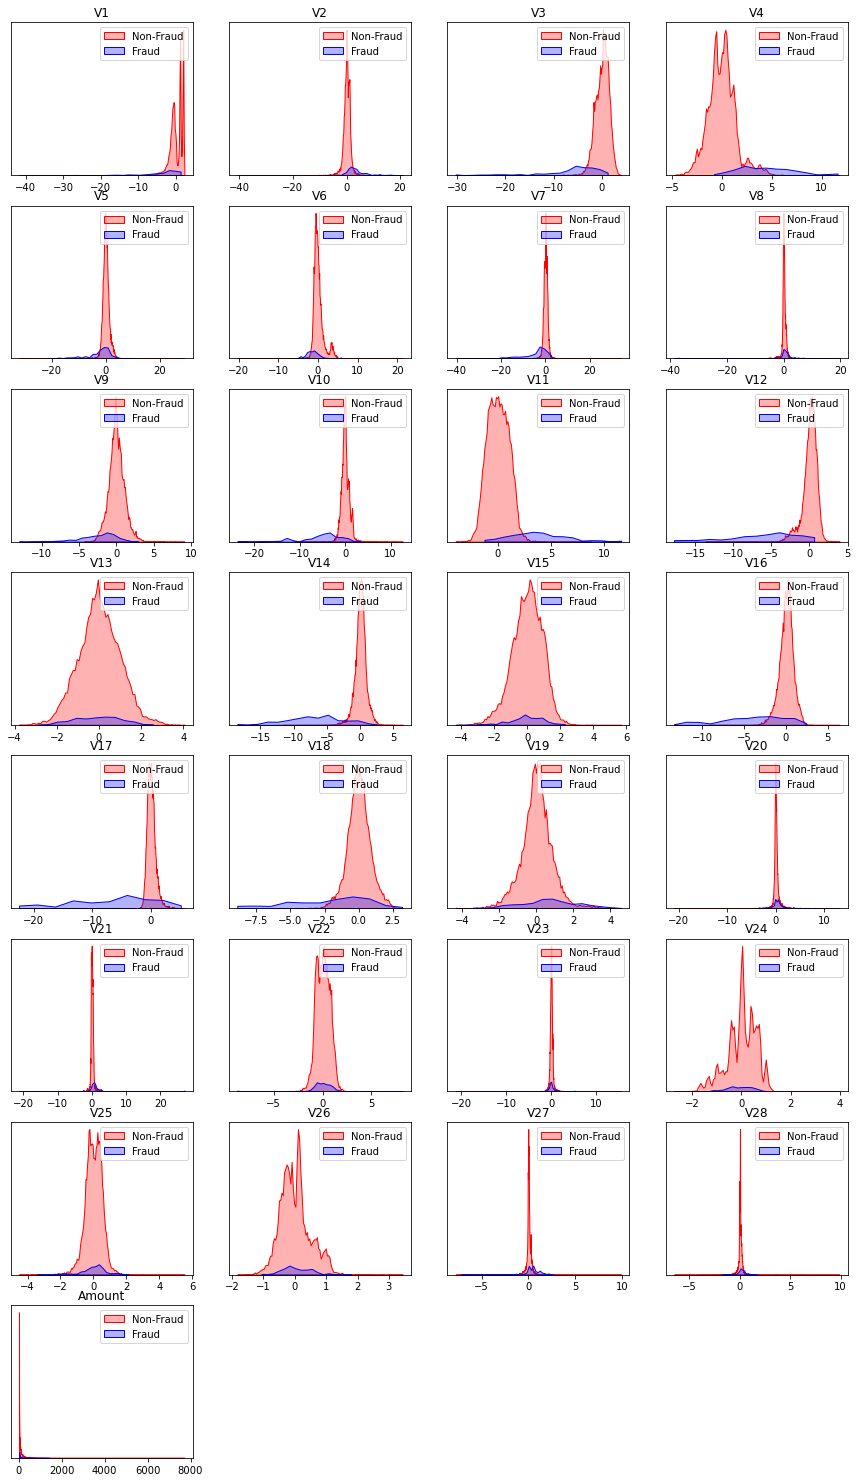 V1
Non-Fraud
Fraud
−40 −30 −20 −10 0
V2
Non-Fraud
Fraud
−40 −20 0 20
V3
Non-Fraud
Fraud
−30 −20 −10 0
V4
Non-Fraud
Fraud
−5 0 5 10
V5
Non-Fraud
Fraud
−20 0 20
V6
Non-Fraud
Fraud
−20 −10 0 10 20
V7
Non-Fraud
Fraud
−40 −20 0 20
V8
Non-Fraud
Fraud
−40 −20 0 20
V9
Non-Fraud
Fraud
−10 −5 0 5 10
V10
Non-Fraud
Fraud
−20 −10 0 10
V11
Non-Fraud
Fraud
0 5 10
V12
Non-Fraud
Fraud
−15 −10 −5 0 5
V13
Non-Fraud
Fraud
−4 −2 0 2 4
V14
Non-Fraud
Fraud
−15 −10 −5 0 5
V15
Non-Fraud
Fraud
−4 −2 0 2 4 6
V16
Non-Fraud
Fraud
−10 −5 0 5
V17
Non-Fraud
Fraud
−20 −10 0
V18
Non-Fraud
Fraud
−7.5 −5.0 −2.5 0.0 2.5
V19
Non-Fraud
Fraud
−4 −2 0 2 4
V20
Non-Fraud
Fraud
−20 −10 0 10
V21
Non-Fraud
Fraud
−20 −10 0 10 20
V22
Non-Fraud
Fraud
−5 0 5
V23
Non-Fraud
Fraud
−20 −10 0 10
V24
Non-Fraud
Fraud
−2 0 2 4
V25
Non-Fraud
Fraud
−4 −2 0 2 4 6
V26
Non-Fraud
Fraud
−2 −1 0 1 2 3
V27
Non-Fraud
Fraud
−5 0 5 10
V28
Non-Fraud
Fraud
−5 0 5 10
Amount
Non-Fraud
Fraud
0 2000 4000 6000 8000